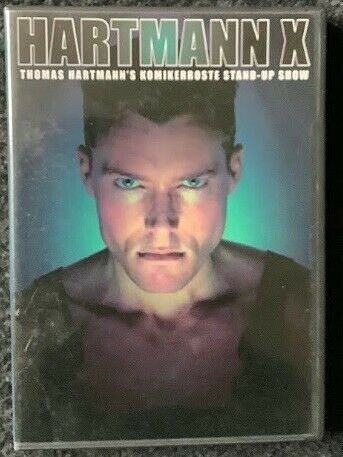 HARTMANN X
THOMAS HARTMANN'S KOMIKERROSTE STAND-UP SHOW